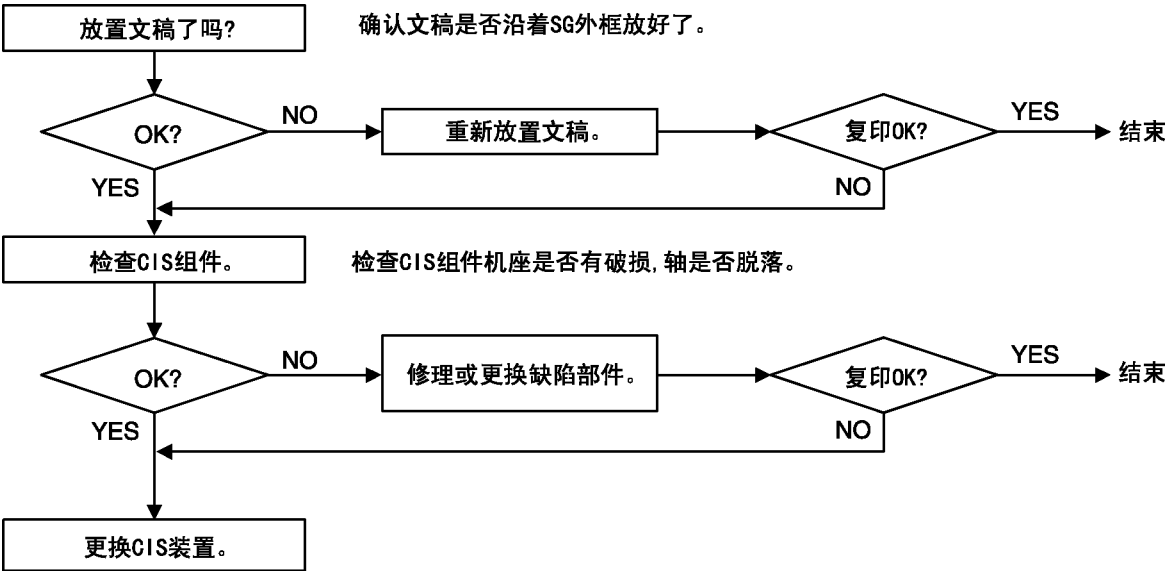 放置文稿了吗?
确认文稿是否沿着SG外框放好了。
OK?
NO
重新放置文稿。
复印OK?
YES
结束
YES
NO
检查CIS组件。
检查CIS组件机座是否有破损,轴是否脱落。
OK?
NO
修理或更换缺陷部件。
复印OK?
YES
结束
YES
NO
更换CIS装置。